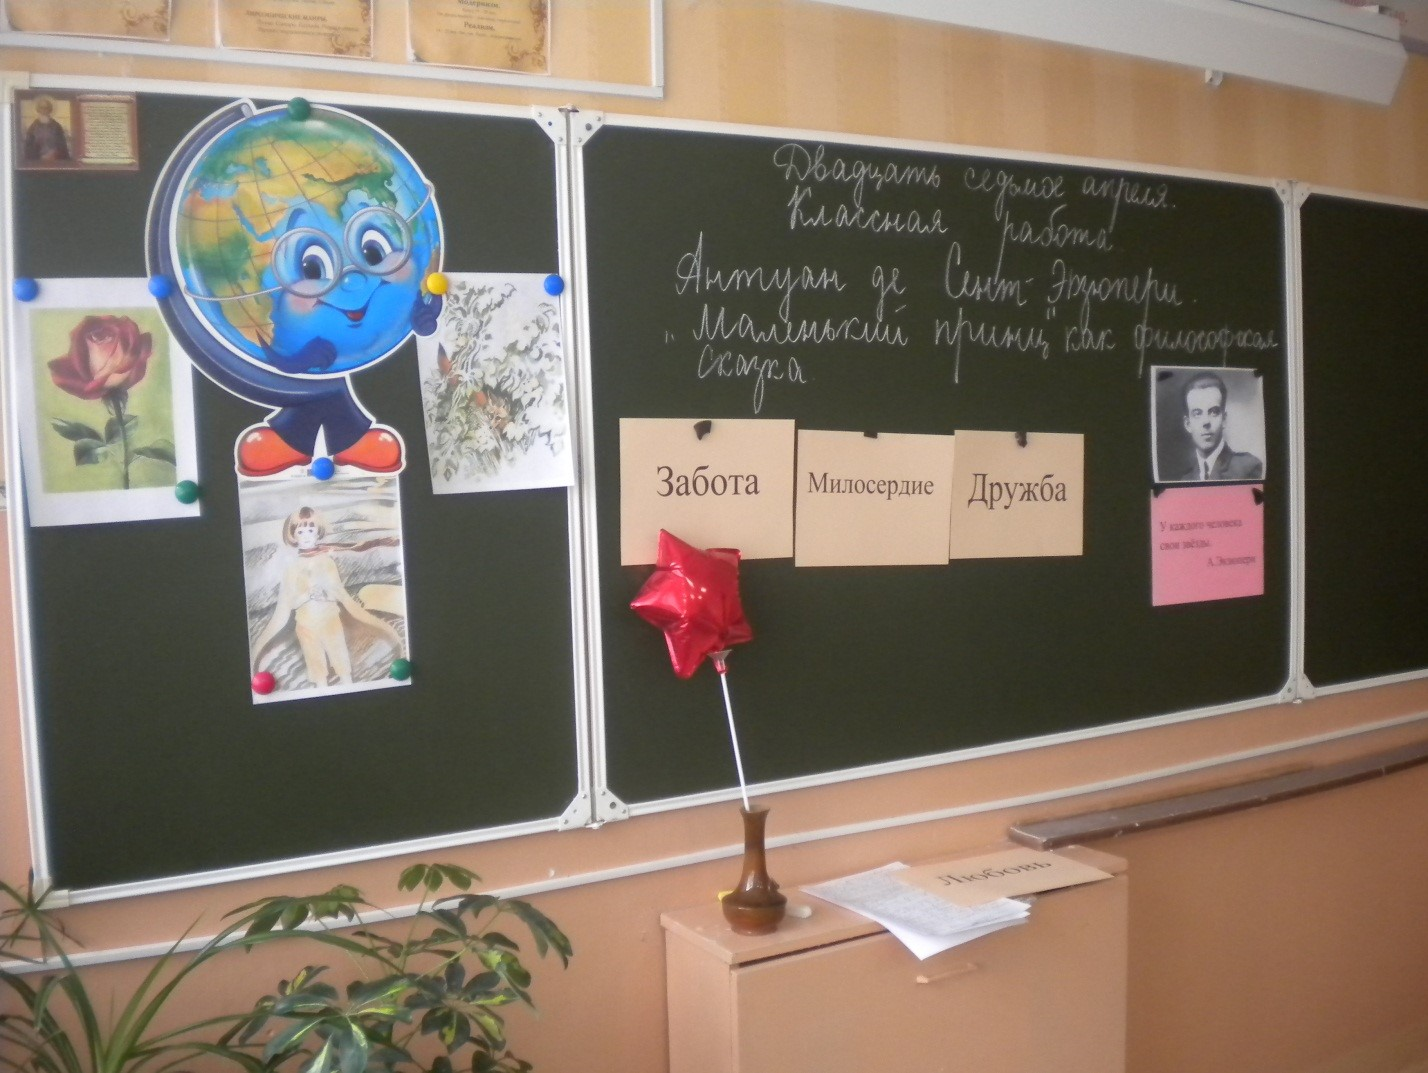 Реализм.
Двадцать седьмое апреля.
Классная работа
Антуан де Сент-Экзюпери.
„Маленький принц" как философская
сказка
Забота
Милосердие
Дружба
У каждого человека
свои звёзды.
А.Экзюпери
Любовь